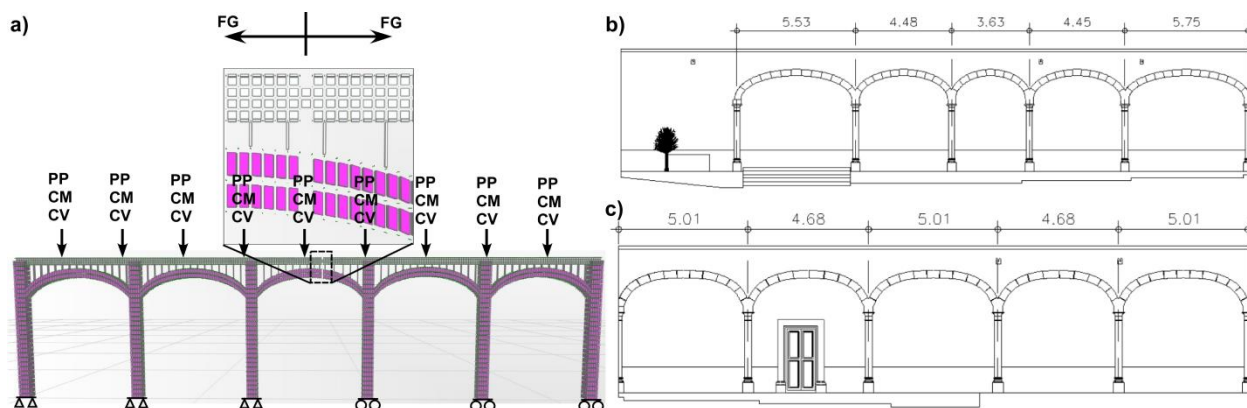 a)
FG FG
PP PP PP PP PP PP PP PP PP
CM CM CM CM CM CM CM CM CM
CV CV CV CV CV CV CV CV CV
b)
5.53 4.48 3.63 4.45 5.75
c)
5.01 4.68 5.01 4.68 5.01